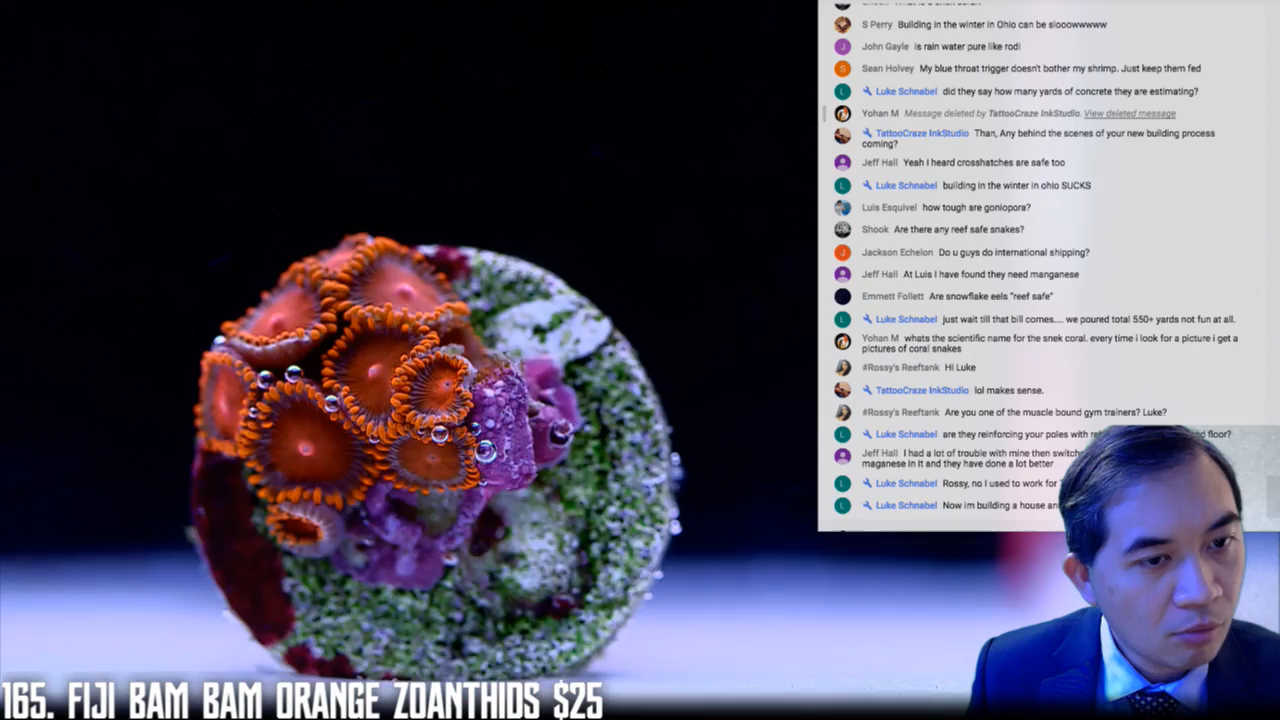 S Perry Building in the winter in Ohio can be slooowwwww
John Gayle is rain water pure like rodi
Sean Holvey My blue throat trigger doesn't bother my shrimp. Just keep them fed
L Luke Schnabel did they say how many yards of concrete they are estimating?
Yohan M Message deleted by TattooCraze InkStudio. View deleted message
TattooCraze InkStudio Than, Any behind the scenes of your new building process
coming?
Jeff Hall Yeah I heard crosshatches are safe too
L Luke Schnabel building in the winter in ohio SUCKS
Luis Esquivel how tough are goniopora?
Shook Are there any reef safe snakes?
J Jackson Echelon Do u guys do international shipping?
Jeff Hall At Luis I have found they need manganese
Emmett Follett Are snowflake eels "reef safe"
L Luke Schnabel just wait till that bill comes.... we poured total 550+ yards not fun at all.
Yohan M whats the scientific name for the snek coral. every time i look for a picture i get a
pictures of coral snakes
#Rossy's Reeftank Hi Luke
TattooCraze InkStudio lol makes sense.
#Rossy's Reeftank Are you one of the muscle bound gym trainers? Luke?
L Luke Schnabel are they reinforcing your poles with floor?
Jeff Hall I had a lot of trouble with mine then
maganese in it and they have done a lot better
L Luke Schnabel Rossy, no I used to work for
L Luke Schnabel Now im building a house
165. FIJI BAM BAM ORANGE ZOANTHIDS $25